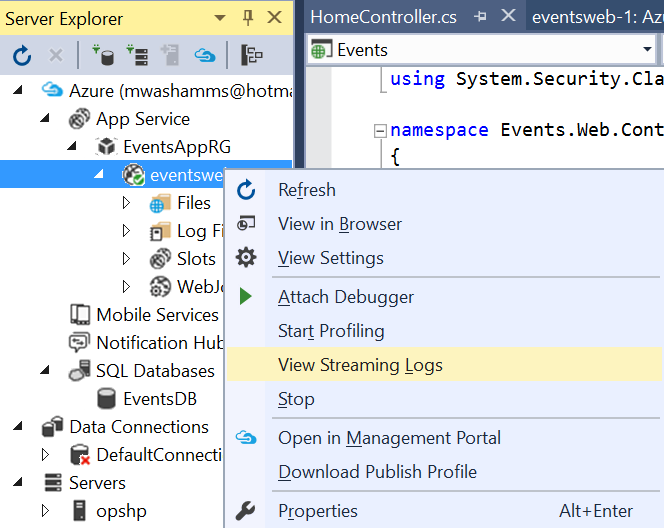 Server Explorer
Azure (mwashamms@hotma
App Service
EventsAppRG
eventswe
Files
Log Fi
Slots
WebJo
Mobile Services
Notification Hub
SQL Databases
EventsDB
Data Connections
DefaultConnecti
Servers
opshp
HomeController.cs
eventsweb-1: Az
Events
using System.Security.Cla
namespace Events.Web.Cont
{
Refresh
View in Browser
View Settings
Attach Debugger
Start Profiling
View Streaming Logs
Stop
Open in Management Portal
Download Publish Profile
Properties Alt+Enter